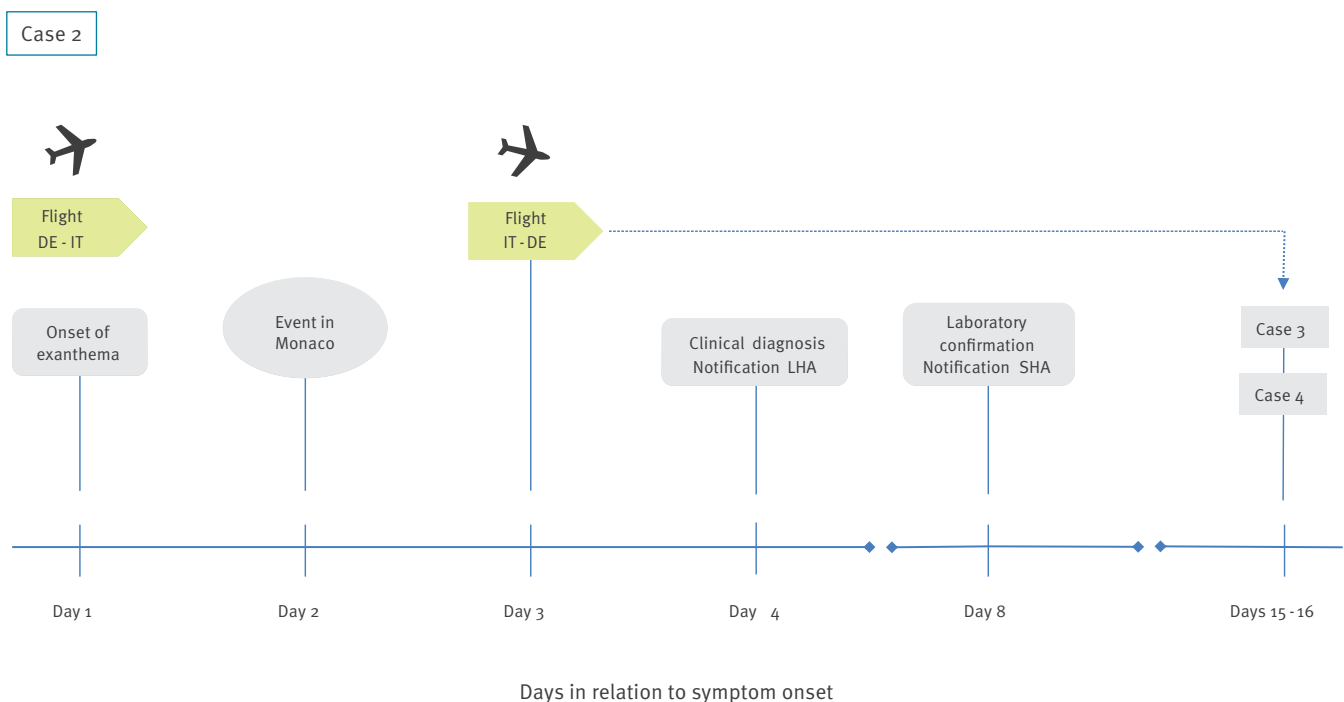 Case 2
Flight
DE - IT
Flight
IT - DE
Onset of
exanthema
Event in
Monaco
Clinical diagnosis
Notification LHA
Laboratory
confirmation
Notification SHA
Case 3
Case 4
Day 1
Day 2
Day 3
Day 4
Day 8
Days 15 - 16
Days in relation to symptom onset